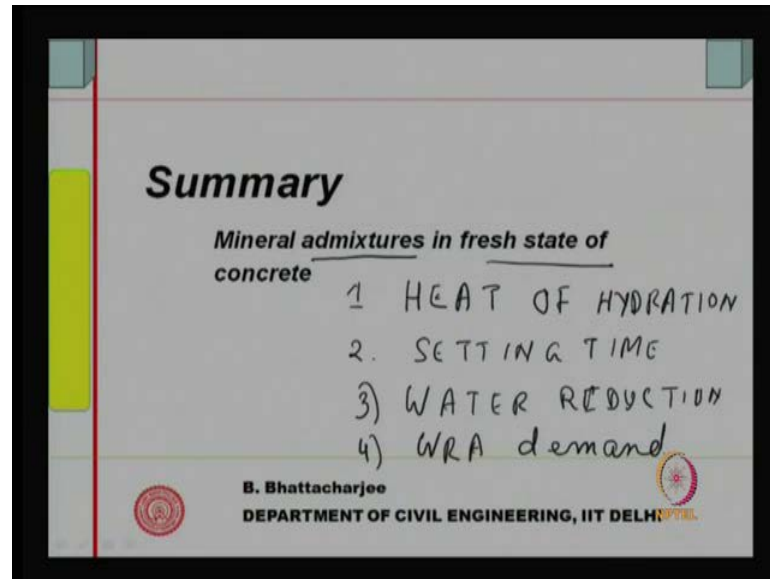 Summary
Mineral admixtures in fresh state of
concrete
1 HEAT OF HYDRATION
2. SETTING TIME
3) WATER REDUCTION
4) WRA demand
B. Bhattacharjee
DEPARTMENT OF CIVIL ENGINEERING, IIT DELHI
NPTEL